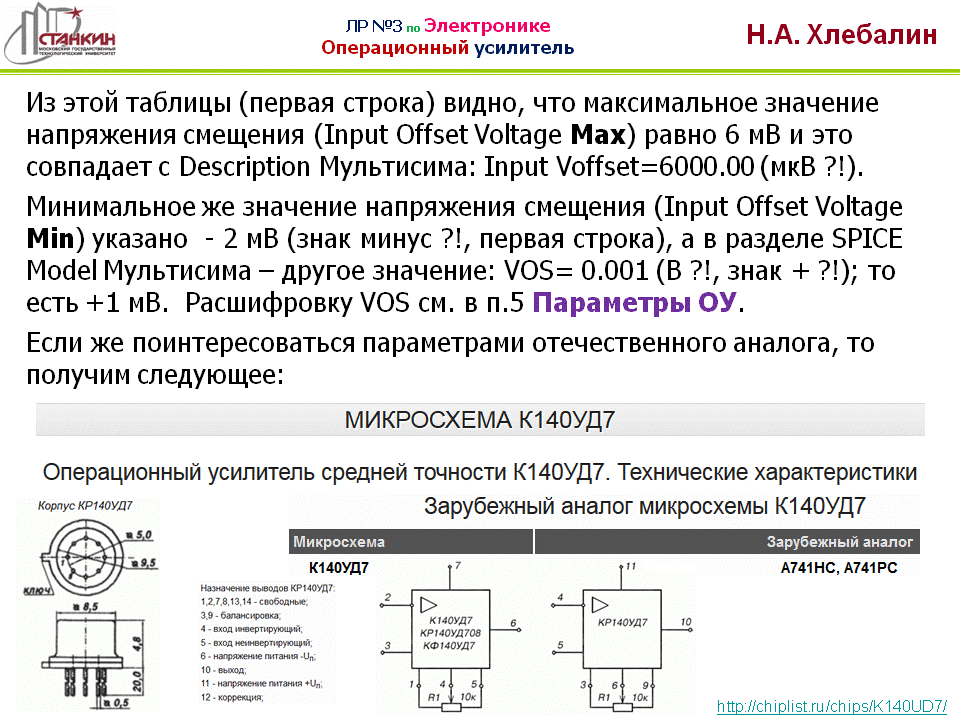 СТАНКИН
МОСКОВСКИЙ ГОСУДАРСТВЕННЫЙ
ТЕХНОЛОГИЧЕСКИЙ УНИВЕРСИТЕТ
ЛР №3 по Электронике
Операционный усилитель
Н.А. Хлебалин
Из этой таблицы (первая строка) видно, что максимальное значение
напряжения смещения (Input Offset Voltage Max) равно 6 мВ и это
совпадает с Description Мультисима: Input Voffset=6000.00 (мкВ ?!).
Минимальное же значение напряжения смещения (Input Offset Voltage
Min) указано - 2 мВ (знак минус ?!, первая строка), а в разделе SPICE
Model Мультисима – другое значение: VOS= 0.001 (В ?!, знак + ?!); то
есть +1 мВ. Расшифровку VOS см. в п.5 Параметры ОУ.
Если же поинтересоваться параметрами отечественного аналога, то
получим следующее:
МИКРОСХЕМА К140УД7
Операционный усилитель средней точности К140УД7. Технические характеристики
Зарубежный аналог микросхемы К140УД7
Микросхема Зарубежный аналог
К140УД7 A741HC, A741PC
Корпус КР140УД7
ø5,0
ø9,5
ключ
ø8,5
4,8
20,0
ø0,5
Назначение выводов КР140УД7:
1,2,7,8,13,14 - свободные;
3,9 - балансировка;
4 - вход инвертирующий;
5 - вход неинвертирующий;
6 - напряжение питания -Uп;
10 - выход;
11 - напряжение питания +Uп;
12 - коррекция;
7
2
3
6
К140УД7
КР140УД708
КФ140УД7
1 4 5
R1 10к
11
4
5
10
КР140УД7
3 6 9
R1 10к
http://chiplist.ru/chips/K140UD7/